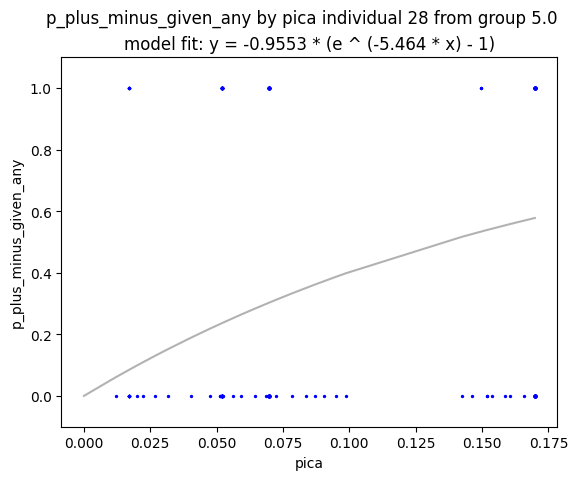 p_plus_minus_given_any by pica individual 28 from group 5.0
model fit: y = -0.9553 * (e ^ (-5.464 * x) - 1)
1.0
0.8
0.6
0.4
0.2
0.0
p_plus_minus_given_any
0.000 0.025 0.050 0.075 0.100 0.125 0.150 0.175
pica